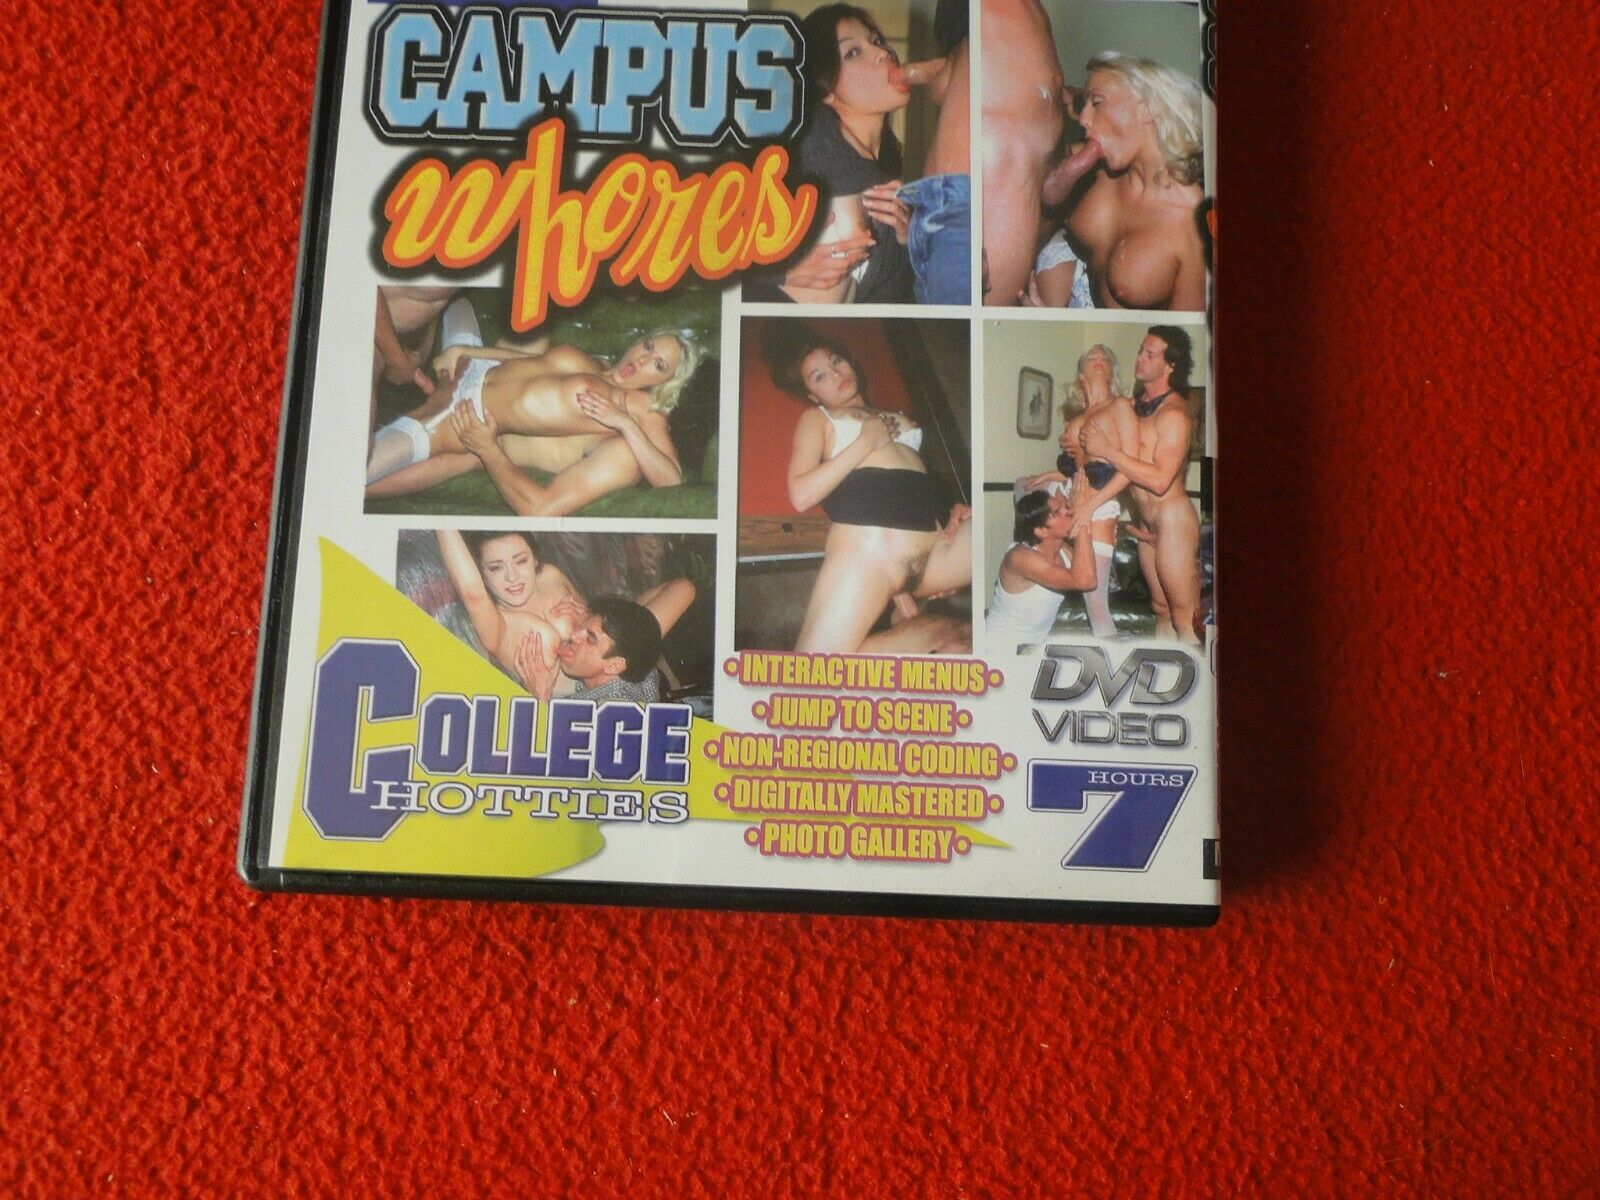 CAMPUS
whores
COLLEGE
HOTTIES
• INTERACTIVE MENUS •
• JUMP TO SCENE •
• NON-REGIONAL CODING •
• DIGITALLY MASTERED •
• PHOTO GALLERY •
DVD
VIDEO
7 HOURS